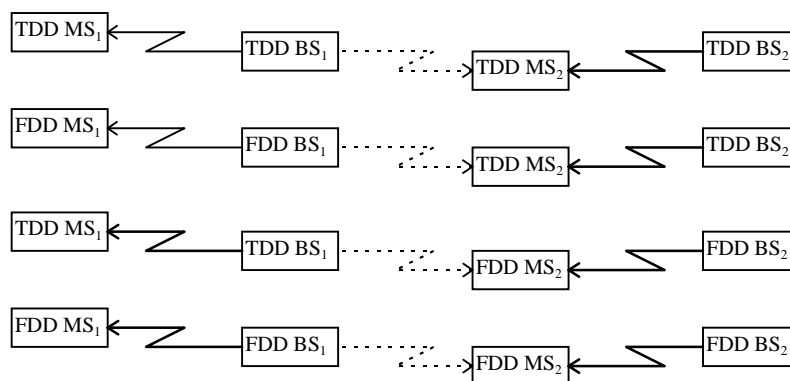 TDD MS₁ TDD BS₁ TDD MS₂ TDD BS₂
FDD MS₁ FDD BS₁ TDD MS₂ TDD BS₂
TDD MS₁ TDD BS₁ FDD MS₂ FDD BS₂
FDD MS₁ FDD BS₁ FDD MS₂ FDD BS₂